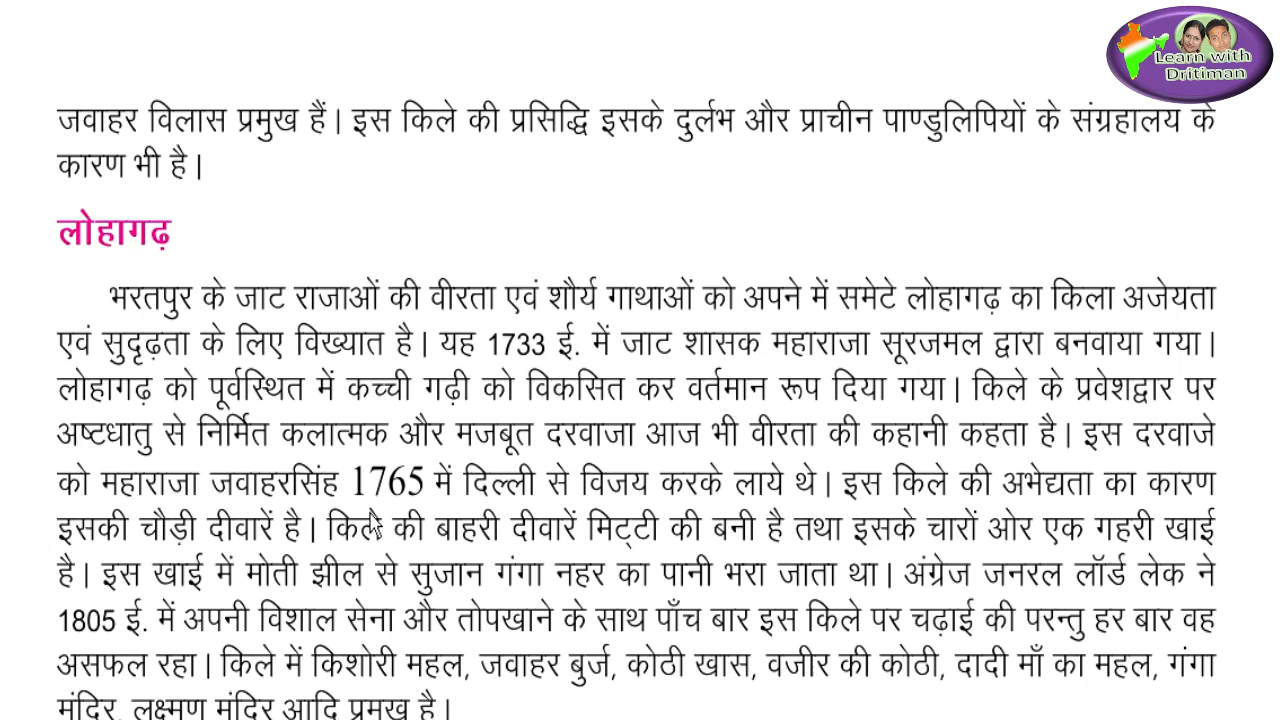 Learn with
Dritiman
जवाहर विलास प्रमुख हैं। इस किले की प्रसिद्धि इसके दुर्लभ और प्राचीन पाण्डुलिपियों के संग्रहालय के
कारण भी है।
लोहागढ़
भरतपुर के जाट राजाओं की वीरता एवं शौर्य गाथाओं को अपने में समेटे लोहागढ़ का किला अजेयता
एवं सुदृढ़ता के लिए विख्यात है। यह 1733 ई. में जाट शासक महाराजा सूरजमल द्वारा बनवाया गया।
लोहागढ़ को पूर्वस्थित में कच्ची गढ़ी को विकसित कर वर्तमान रूप दिया गया। किले के प्रवेशद्वार पर
अष्टधातु से निर्मित कलात्मक और मजबूत दरवाजा आज भी वीरता की कहानी कहता है। इस दरवाजे
को महाराजा जवाहरसिंह 1765 में दिल्ली से विजय करके लाये थे। इस किले की अभेद्यता का कारण
इसकी चौड़ी दीवारें है। किले की बाहरी दीवारें मिट्टी की बनी है तथा इसके चारों ओर एक गहरी खाई
है। इस खाई में मोती झील से सुजान गंगा नहर का पानी भरा जाता था। अंग्रेज जनरल लॉर्ड लेक ने
1805 ई. में अपनी विशाल सेना और तोपखाने के साथ पाँच बार इस किले पर चढ़ाई की परन्तु हर बार वह
असफल रहा। किले में किशोरी महल, जवाहर बुर्ज, कोठी खास, वजीर की कोठी, दादी माँ का महल, गंगा
मंदिर, लक्ष्मण मंदिर आदि प्रमुख है।